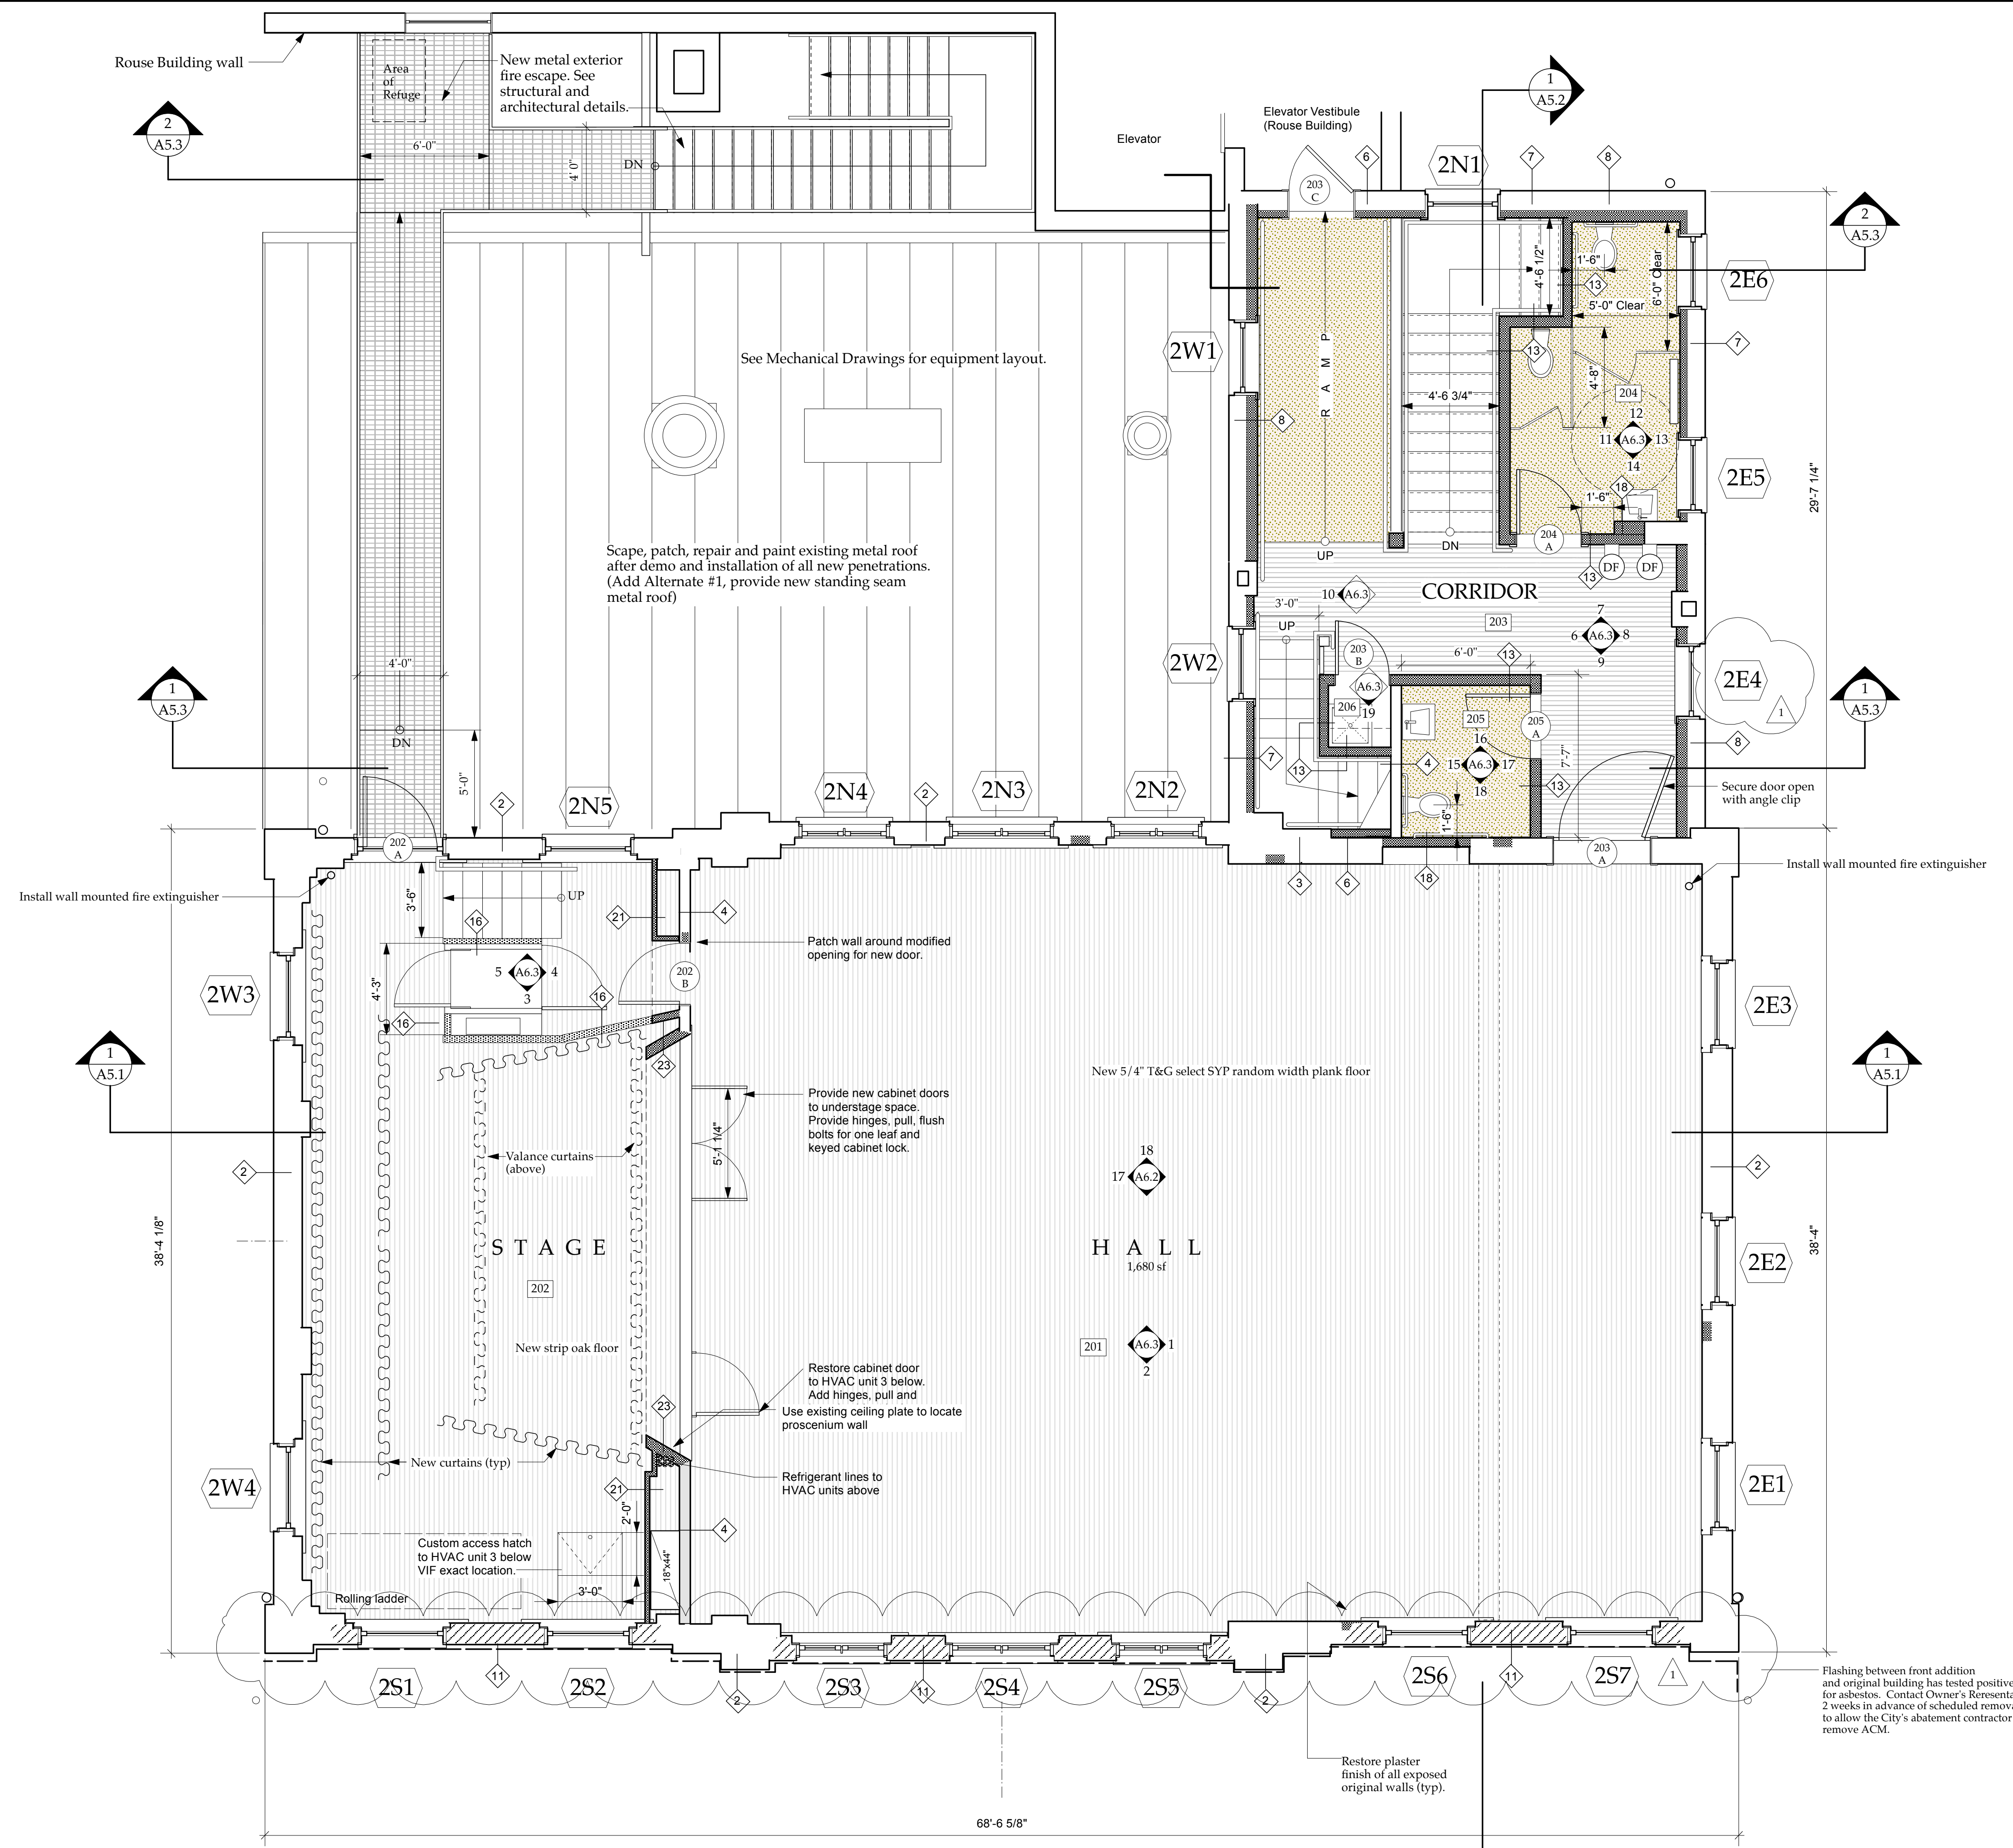 Rouse Building wall
Area
of
Refuge
New metal exterior
fire escape. See
structural and
architectural details.
2
A5.3
6'-0"
4'-0"
DN
Elevator
Elevator Vestibule
(Rouse Building)
1
A5.2
203
C
6
2N1
7
8
2
A5.3
See Mechanical Drawings for equipment layout.
2W1
8
R A M P
UP
4'-6 1/2"
1'-6"
13
5'-0" Clear
6'-0" Clear
2E6
7
13
4'-6 3/4"
4'-8"
204
12
11
A6.3
13
14
18
1'-6"
2E5
29'-7 1/4"
DN
204
A
DF
DF
13
Scape, patch, repair and paint existing metal roof
after demo and installation of all new penetrations.
(Add Alternate #1, provide new standing seam
metal roof)
10
A6.3
CORRIDOR
203
7
6
A6.3
8
9
3'-0"
UP
203
B
6'-0"
13
2W2
2E4
1
A6.3
206
19
205
205
A
16
15
A6.3
17
18
4
13
7
13
7'-7"
1'-6"
8
1
A5.3
1
A5.3
4'-0"
DN
5'-0"
Secure door open
with angle clip
2
2N5
2N4
2
2N3
2N2
202
A
203
A
3
6
18
Install wall mounted fire extinguisher
Install wall mounted fire extinguisher
3'-6"
UP
16
21
4
Patch wall around modified
opening for new door.
5
A6.3
4
3
202
B
4'-3"
16
16
2W3
2E3
23
1
A5.1
1
A5.1
New 5/4" T&G select SYP random width plank floor
Provide new cabinet doors
to understage space.
Provide hinges, pull, flush
bolts for one leaf and
keyed cabinet lock.
5'-1 1/4"
Valance curtains
(above)
2
2
18
17
A6.2
38'-4 1/8"
38'-4"
STAGE
202
HALL
1,680 sf
2E2
New strip oak floor
201
A6.3
1
2
Restore cabinet door
to HVAC unit 3 below.
Add hinges, pull and
Use existing ceiling plate to locate
proscenium wall
23
New curtains (typ)
Refrigerant lines to
HVAC units above
2W4
2E1
21
2'-0"
4
18"x44"
Custom access hatch
to HVAC unit 3 below
VIF exact location.
3'-0"
Rolling ladder
2S1
11
2S2
2
2S3
11
2S4
2S5
2
2S6
11
2S7
1
Flashing between front addition
and original building has tested positive
for asbestos. Contact Owner's
2 weeks in advance of scheduled
to allow the City's abatement contractor
remove ACM.
Restore plaster
finish of all exposed
original walls (typ).
68'-6 5/8"